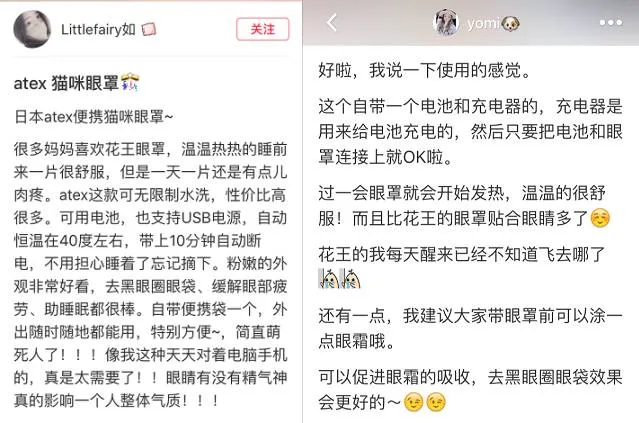 Littlefairy如
关注
atex 猫咪眼罩
日本atex便携猫咪眼罩~
很多妈妈喜欢花王眼罩，温温热热的睡前
来一片很舒服，但是一天一片还是有点儿
肉疼。atex这款可无限制水洗，性价比高
很多。可用电池，也支持USB电源，自动
恒温在40度左右，带上10分钟自动断
电，不用担心睡着了忘记摘下。粉嫩的外
观非常好看，去黑眼圈眼袋、缓解眼部疲
劳、助睡眠都很棒。自带便携袋一个，外
出随时随地都能用，特别方便~，简直萌
死人了！！！像我这种天天对着电脑手机
的，真是太需要了！！眼睛有没有精气神
真的影响一个人整体气质！！！
yomi
好啦，我说一下使用的感觉。
这个自带一个电池和充电器的，充电器是
用来给电池充电的，然后只要把电池和眼
罩连接上就OK啦。
过一会眼罩就会开始发热，温温的很舒
服！而且比花王的眼罩贴合眼睛多了
花王的我每天醒来已经不知道飞去哪了
还有一点，我建议大家带眼罩前可以涂一
点眼霜哦。
可以促进眼霜的吸收，去黑眼圈眼袋效果
会更好的～